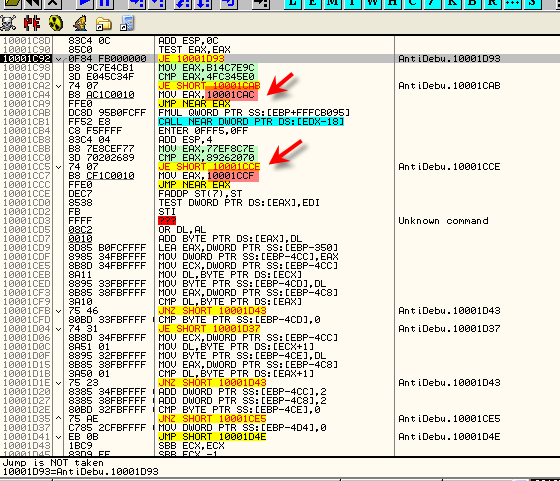 L E M T W H C / K B R ... S
10001C8D 83C4 0C ADD ESP,0C
10001C90 85C0 TEST EAX,EAX
10001C92 0F84 FB000000 JE 10001D93 AntiDebu.10001D93
10001C98 B8 9C7E4CB1 MOV EAX,B14C7E9C
10001C9D 3D E045C34F CMP EAX,4FC345E0
10001CA2 74 07 JE SHORT 10001CAB AntiDebu.10001CAB
10001CA4 B8 AC1C0010 MOV EAX,10001CAC
10001CA9 FFE0 JMP NEAR EAX
10001CAB DC8D 95B0FCFF FMUL QWORD PTR SS:[EBP+FFFCB095]
10001CB1 FF52 E8 CALL NEAR DWORD PTR DS:[EDX-18]
10001CB4 C8 F5FFFF ENTER 0FFF5,0FF
10001CB8 83C4 04 ADD ESP,4
10001CBB B8 7E8CEF77 MOV EAX,77EF8C7E
10001CC0 3D 70202689 CMP EAX,89262070
10001CC5 74 07 JE SHORT 10001CCE AntiDebu.10001CCE
10001CC7 B8 CF1C0010 MOV EAX,10001CCF
10001CCC FFE0 JMP NEAR EAX
10001CCE DEC7 FADDP ST(7),ST
10001CD0 8538 TEST DWORD PTR DS:[EAX],EDI
10001CD2 FB STI
10001CD3 FFFF ??? Unknown command
10001CD5 08C2 OR DL,AL
10001CD7 0010 ADD BYTE PTR DS:[EAX],DL
10001CD9 8D85 B0FCFFFF LEA EAX,DWORD PTR SS:[EBP-350]
10001CDF 8985 34FBFFFF MOV DWORD PTR SS:[EBP-4CC],EAX
10001CE5 8B8D 34FBFFFF MOV ECX,DWORD PTR SS:[EBP-4CC]
10001CEB 8A11 MOV DL,BYTE PTR DS:[ECX]
10001CED 8895 33FBFFFF MOV BYTE PTR SS:[EBP-4CD],DL
10001CF3 8B85 38FBFFFF MOV EAX,DWORD PTR SS:[EBP-4C8]
10001CF9 3A10 CMP DL,BYTE PTR DS:[EAX]
10001CFB 75 46 JNZ SHORT 10001D43 AntiDebu.10001D43
10001CFD 80BD 33FBFFFF CMP BYTE PTR SS:[EBP-4CD],0
10001D04 74 31 JE SHORT 10001D37 AntiDebu.10001D37
10001D06 8B8D 34FBFFFF MOV ECX,DWORD PTR SS:[EBP-4CC]
10001D0C 8A51 01 MOV DL,BYTE PTR DS:[ECX+1]
10001D0F 8895 32FBFFFF MOV BYTE PTR SS:[EBP-4CE],DL
10001D15 8B85 38FBFFFF MOV EAX,DWORD PTR SS:[EBP-4C8]
10001D1B 3A50 01 CMP DL,BYTE PTR DS:[EAX+1]
10001D1E 75 23 JNZ SHORT 10001D43 AntiDebu.10001D43
10001D20 8385 34FBFFFF ADD DWORD PTR SS:[EBP-4CC],2
10001D27 8385 38FBFFFF ADD DWORD PTR SS:[EBP-4C8],2
10001D2E 80BD 32FBFFFF CMP BYTE PTR SS:[EBP-4CE],0
10001D35 75 AE JNZ SHORT 10001CE5 AntiDebu.10001CE5
10001D37 C785 2CFBFFFF MOV DWORD PTR SS:[EBP-4D4],0
10001D41 EB 0B JMP SHORT 10001D4E AntiDebu.10001D4E
10001D43 1BC9 SBB ECX,ECX
10001D45 83D9 FF SBB ECX,-1
Jump is NOT taken
10001D93=AntiDebu.10001D93